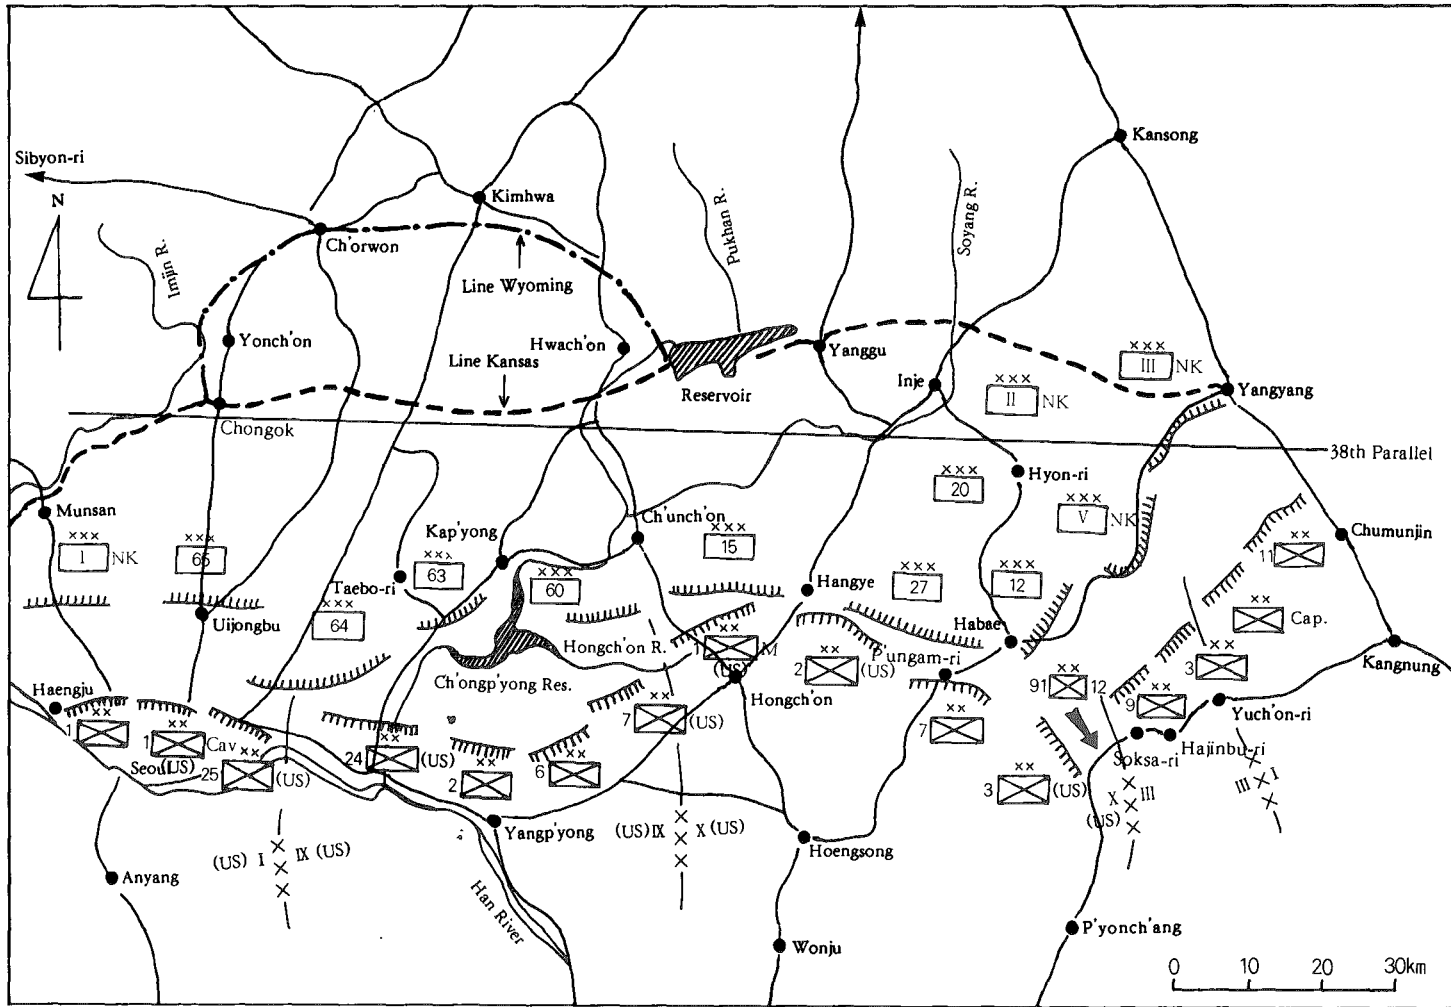 Kansong
Sibyon-ri
N
Kimhwa
Pukhan R.
Soyang R.
Imjin R.
Ch'orwon
Line Wyoming
Yonch'on
Hwach'on
Line Kansas
Reservoir
Yanggu
Inje
××× III NK
××× II NK
Yangyang
Chongok
38th Parallel
Munsan
××× I NK
××× 65
Kap'yong
Ch'unch'on
××× 20
Hyon-ri
××× V NK
Chumunjin
××× 63
Taebo-ri
××× 60
××× 15
Hangye
××× 27
××× 12
×× 11
Uijongbu
××× 64
Hongch'on R.
×× 1 M (US)
×× 2 (US)
Habae
P'ungam-ri
×× Cap.
Kangnung
Ch'ongp'yong Res.
Hongch'on
×× 3
91 ×× 12
×× 9
Yuch'on-ri
Haengju
×× 1
×× 1 Cav (US)
Seoul
×× 25 (US)
×× 24 (US)
×× 2
×× 6
×× 7 (US)
×× 7
Soksa-ri
Hajinbu-ri
×× 3 (US)
X (US) ××× III
III ××× I
Yangp'yong
(US) I ××× IX (US)
(US) IX ××× X (US)
Hoengsong
Anyang
Han River
Wonju
P'yonch'ang
0 10 20 30km